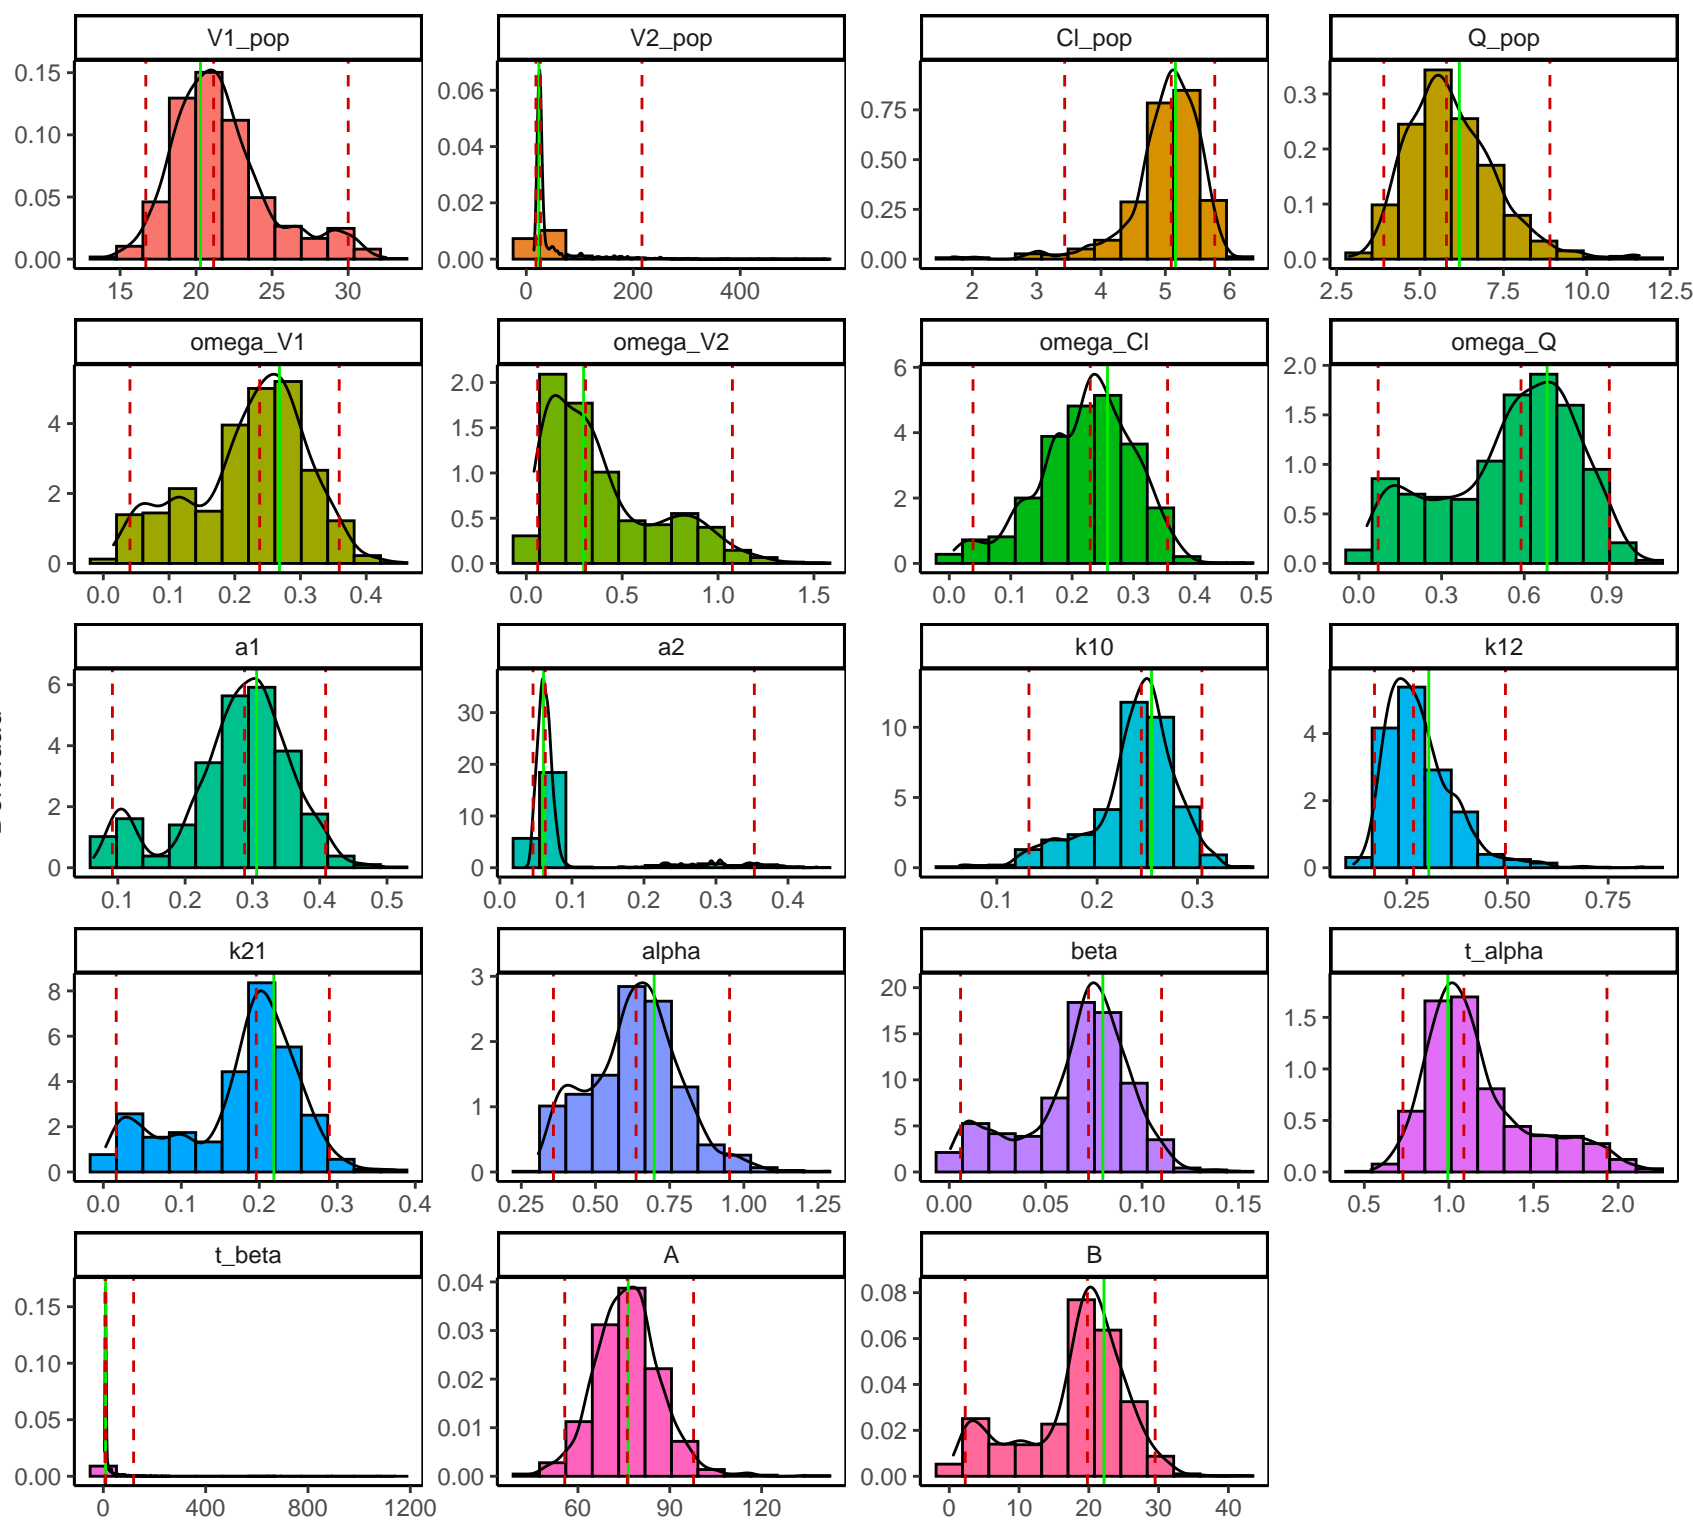 V1_pop V2_pop Cl_pop Q_pop
0.15 0.10 0.05 0.00
0.06 0.04 0.02 0.00
0.75 0.50 0.25 0.00
0.3 0.2 0.1 0.0
15 20 25 30
0 200 400
2 3 4 5 6
2.5 5.0 7.5 10.0 12.5
omega_V1 omega_V2 omega_Cl omega_Q
4 2 0
2.0 1.5 1.0 0.5 0.0
6 4 2 0
2.0 1.5 1.0 0.5 0.0
0.0 0.1 0.2 0.3 0.4
0.0 0.5 1.0 1.5
0.0 0.1 0.2 0.3 0.4 0.5
0.0 0.3 0.6 0.9
a1 a2 k10 k12
6 4 2 0
30 20 10 0
10 5 0
4 2 0
0.1 0.2 0.3 0.4 0.5
0.0 0.1 0.2 0.3 0.4
0.1 0.2 0.3
0.25 0.50 0.75
k21 alpha beta t_alpha
8 6 4 2 0
3 2 1 0
20 15 10 5 0
1.5 1.0 0.5 0.0
0.0 0.1 0.2 0.3 0.4
0.25 0.50 0.75 1.00 1.25
0.00 0.05 0.10 0.15
0.5 1.0 1.5 2.0
t_beta A B
0.15 0.10 0.05 0.00
0.04 0.03 0.02 0.01 0.00
0.08 0.06 0.04 0.02 0.00
0 400 800 1200
60 90 120
0 10 20 30 40